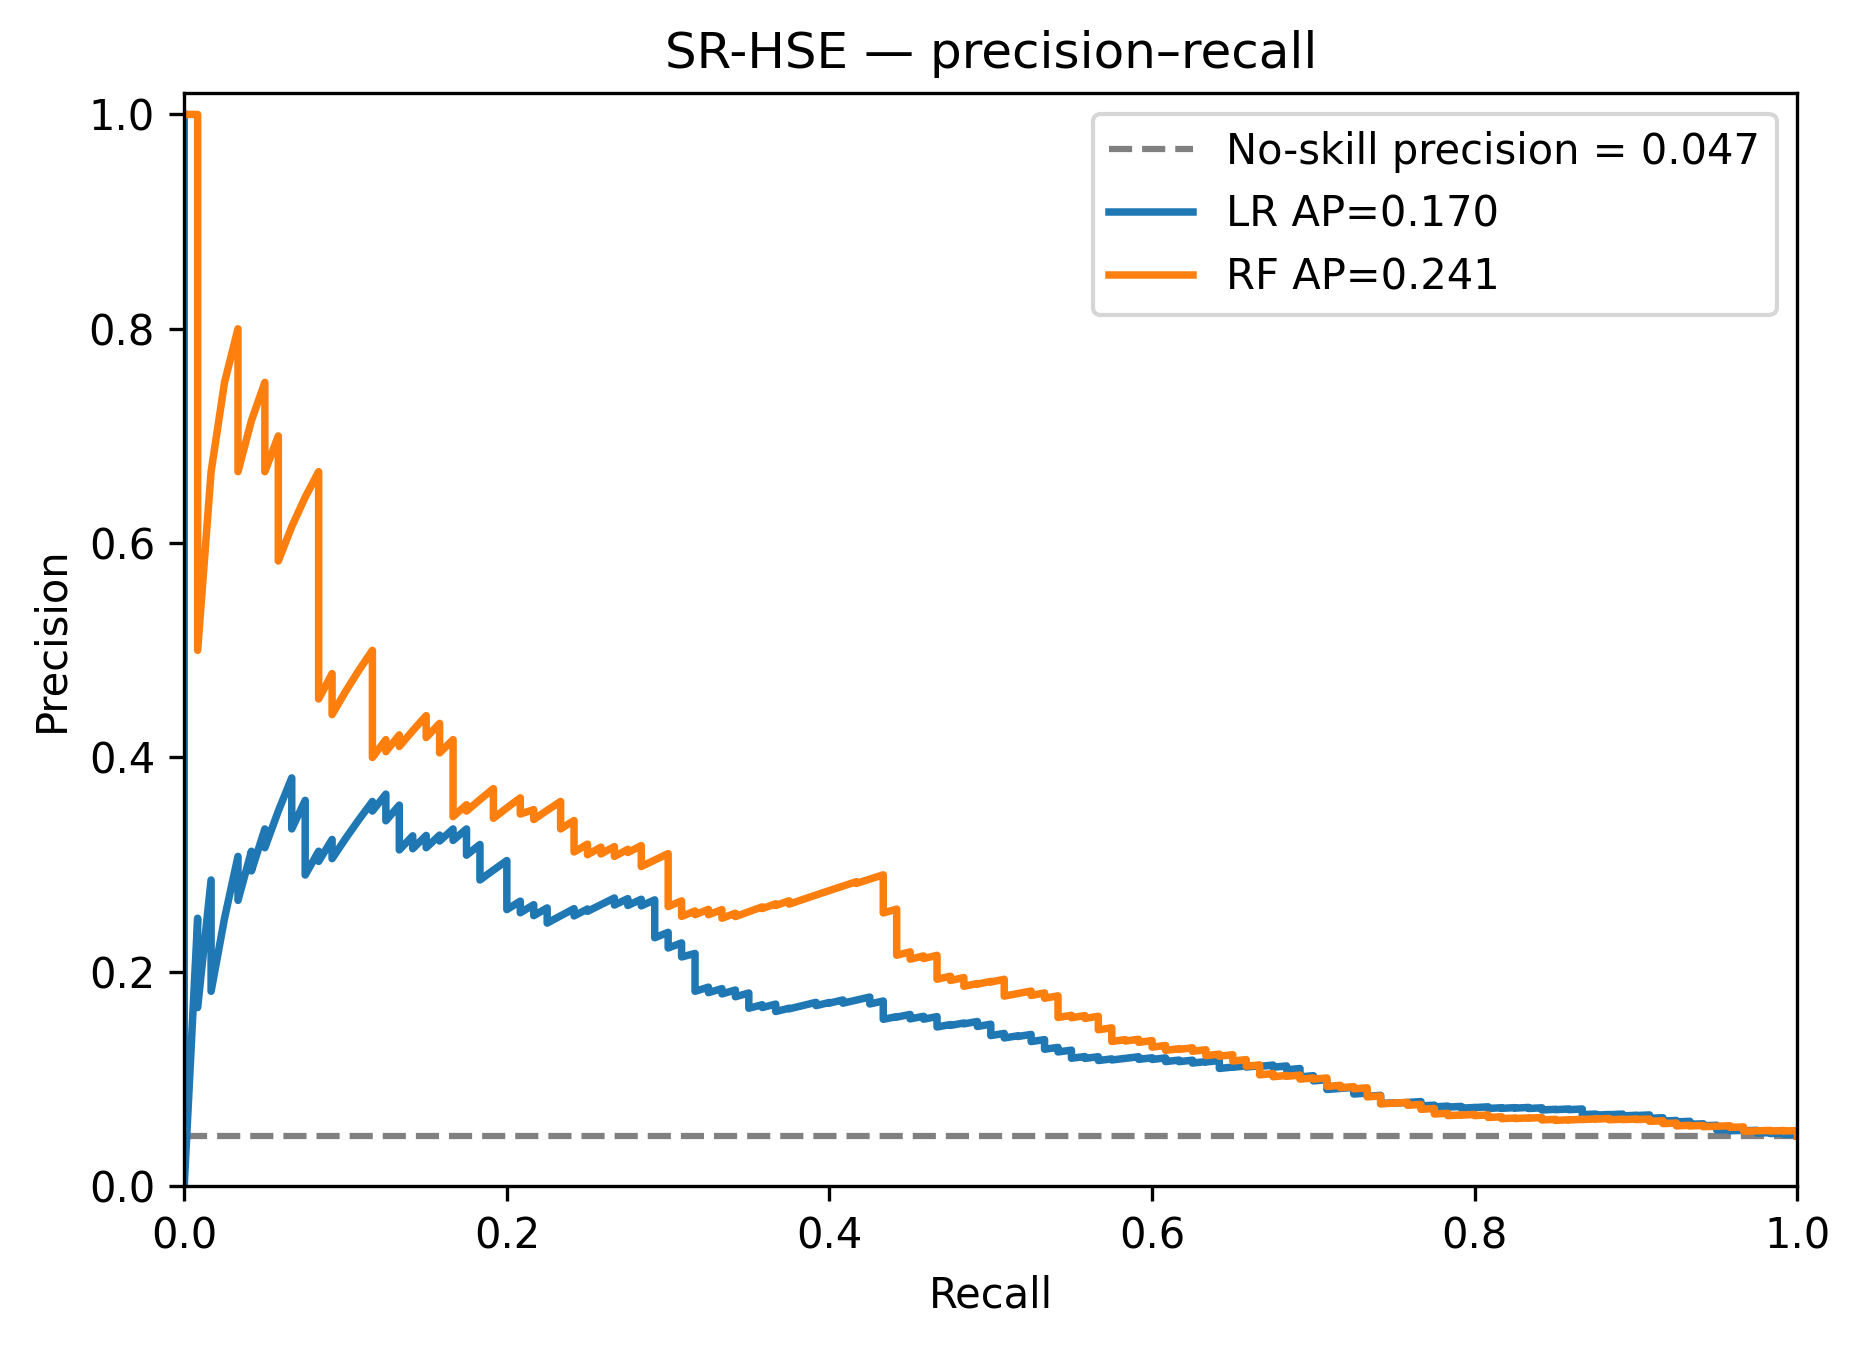 SR-HSE — precision–recall
No-skill precision = 0.047
LR AP=0.170
RF AP=0.241
Precision
1.0
0.8
0.6
0.4
0.2
0.0
0.0 0.2 0.4 0.6 0.8 1.0
Recall